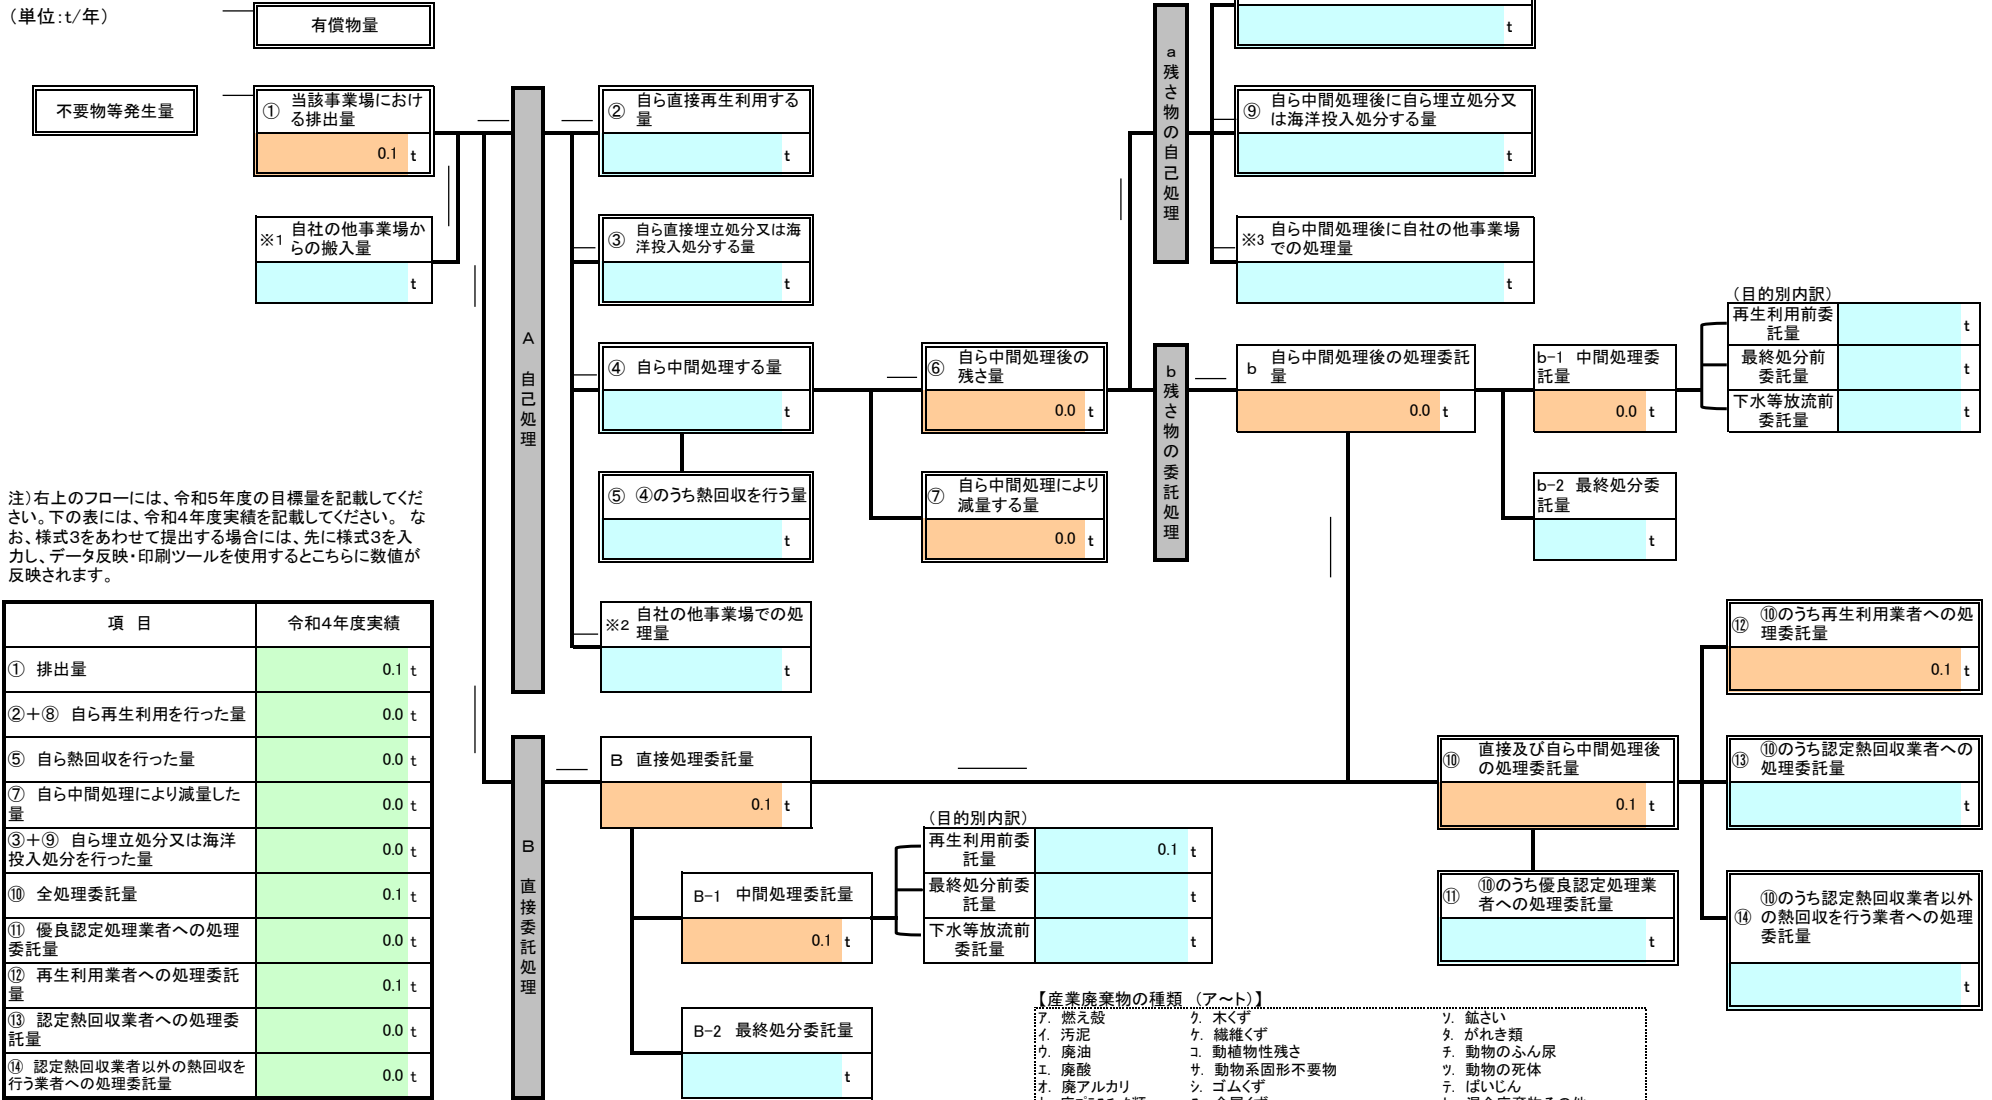 (単位:t/年)
有償物量
t
不要物等発生量
① 当該事業場におけ
る排出量
0.1 t
※1 自社の他事業場か
らの搬入量
t
A 自己処理
② 自ら直接再生利用する
量
t
③ 自ら直接埋立処分又は海
洋投入処分する量
t
④ 自ら中間処理する量
t
⑤ ④のうち熱回収を行う量
t
※2 自社の他事業場での処
理量
t
⑥ 自ら中間処理後の
残さ量
0.0 t
⑦ 自ら中間処理により
減量する量
0.0 t
a 残さ物の自己処理
⑨ 自ら中間処理後に自ら埋立処分又
は海洋投入処分する量
t
※3 自ら中間処理後に自社の他事業場
での処理量
t
b 残さ物の委託処理
b 自ら中間処理後の処理委託
量
0.0 t
b-1 中間処理委
託量
0.0 t
b-2 最終処分委
託量
t
(目的別内訳)
再生利用前委
託量
t
最終処分前
委託量
t
下水等放流前
委託量
t
注)右上のフローには、令和5年度の目標量を記載してくだ
さい。下の表には、令和4年度実績を記載してください。 な
お、様式3をあわせて提出する場合には、先に様式3を入
力し、データ反映・印刷ツールを使用するとこちらに数値が
反映されます。
項 目 令和4年度実績
① 排出量 0.1 t
②+⑧ 自ら再生利用を行った量 0.0 t
⑤ 自ら熱回収を行った量 0.0 t
⑦ 自ら中間処理により減量した
量 0.0 t
③+⑨ 自ら埋立処分又は海洋
投入処分を行った量 0.0 t
⑩ 全処理委託量 0.1 t
⑪ 優良認定処理業者への処理
委託量 0.0 t
⑫ 再生利用業者への処理委託
量 0.1 t
⑬ 認定熱回収業者への処理委
託量 0.0 t
⑭ 認定熱回収業者以外の熱回収を
行う業者への処理委託量 0.0 t
B 直接委託処理
B 直接処理委託量
0.1 t
B-1 中間処理委託量
0.1 t
B-2 最終処分委託量
t
(目的別内訳)
再生利用前委
託量
0.1 t
最終処分前委
託量
t
下水等放流前
委託量
t
⑩ 直接及び自ら中間処理後
の処理委託量
0.1 t
⑪ ⑩のうち優良認定処理業
者への処理委託量
t
⑫ ⑩のうち再生利用業者への処
理委託量
0.1 t
⑬ ⑩のうち認定熱回収業者への
処理委託量
t
⑭ ⑩のうち認定熱回収業者以外
の熱回収を行う業者への処理
委託量
t
【産業廃棄物の種類 (ア~ト)】
ア. 燃え殻 ク. 木くず ソ. 鉱さい
イ. 汚泥 ケ. 繊維くず タ. がれき類
ウ. 廃油 コ. 動植物性残さ チ. 動物のふん尿
エ. 廃酸 サ. 動物系固形不要物 ツ. 動物の死体
オ. 廃アルカリ シ. ゴムくず テ. ばいじん